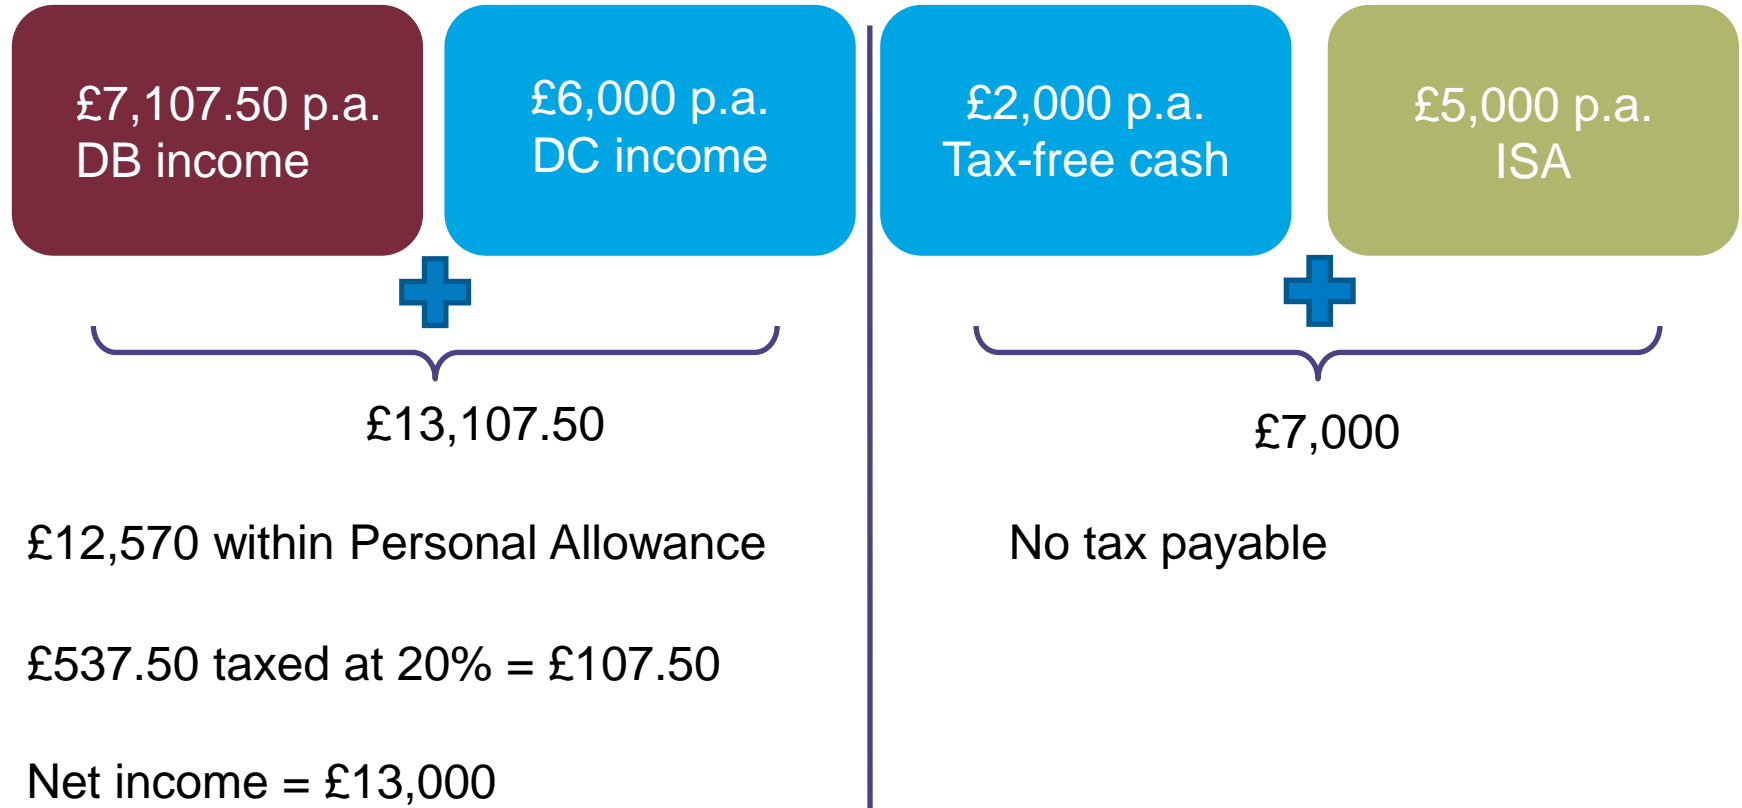 £7,107.50 p.a.
DB income
£6,000 p.a.
DC income
£2,000 p.a.
Tax-free cash
£5,000 p.a.
ISA
£13,107.50
£12,570 within Personal Allowance
£537.50 taxed at 20% = £107.50
Net income = £13,000
£7,000
No tax payable